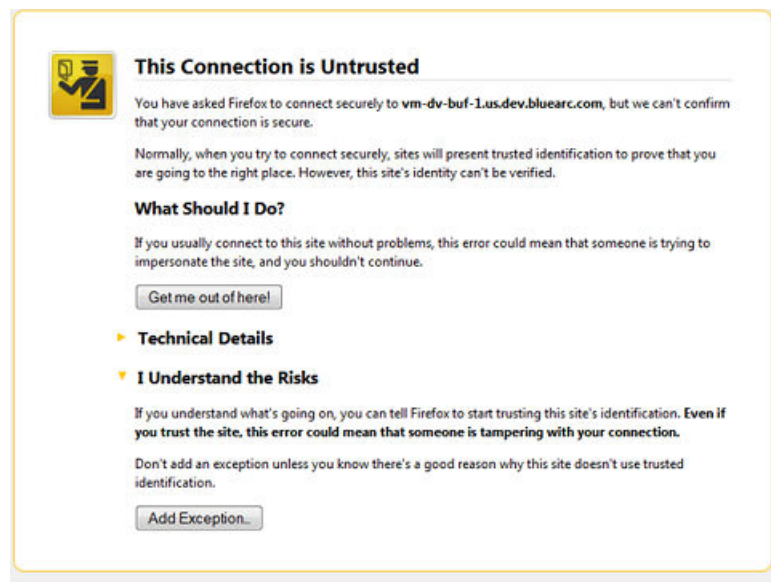 This Connection is Untrusted
You have asked Firefox to connect securely to vm-dv-buf-1.us.dev.bluearc.com, but we can't confirm
that your connection is secure.
Normally, when you try to connect securely, sites will present trusted identification to prove that you
are going to the right place. However, this site's identity can't be verified.
What Should I Do?
If you usually connect to this site without problems, this error could mean that someone is trying to
impersonate the site, and you shouldn't continue.
Get me out of here!
Technical Details
I Understand the Risks
If you understand what's going on, you can tell Firefox to start trusting this site's identification. Even if
you trust the site, this error could mean that someone is tampering with your connection.
Don't add an exception unless you know there's a good reason why this site doesn't use trusted
identification.
Add Exception...